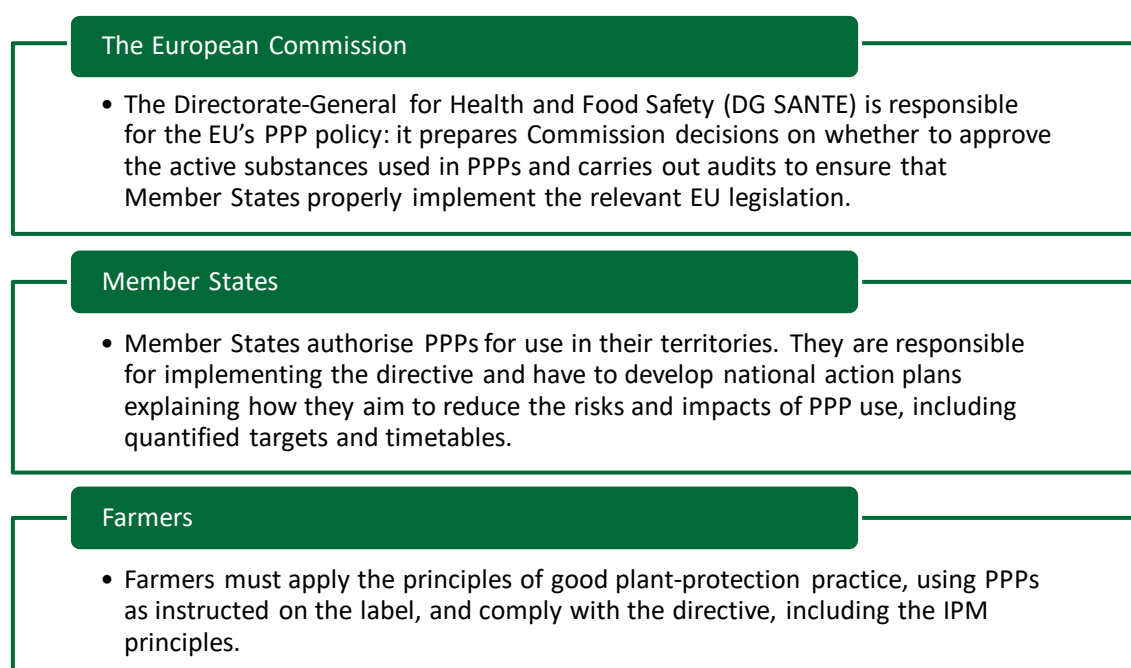 The European Commission
• The Directorate-General for Health and Food Safety (DG SANTE) is responsible
for the EU's PPP policy: it prepares Commission decisions on whether to approve
the active substances used in PPPs and carries out audits to ensure that
Member States properly implement the relevant EU legislation.
Member States
• Member States authorise PPPs for use in their territories. They are responsible
for implementing the directive and have to develop national action plans
explaining how they aim to reduce the risks and impacts of PPP use, including
quantified targets and timetables.
Farmers
• Farmers must apply the principles of good plant-protection practice, using PPPs
as instructed on the label, and comply with the directive, including the IPM
principles.